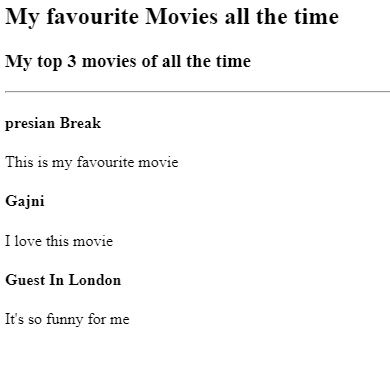 My favourite Movies all the time
My top 3 movies of all the time
presian Break
This is my favourite movie
Gajni
I love this movie
Guest In London
It's so funny for me